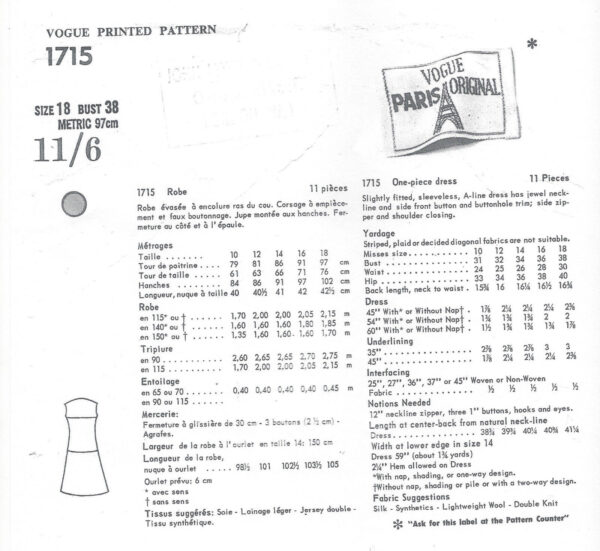 VOGUE PRINTED PATTERN
1715
SIZE 18 BUST 38
METRIC 97cm
11/6
*
VOGUE
PARIS ORIGINAL
1715 Robe 11 pièces
Robe évasée à encolure ras du cou. Corsage à empièce-
ment et faux boutonnage. Jupe montée aux hanches. Fer-
meture au côté et à l'épaule.
Métrages
Taille ....... 10 12 14 16 18
Tour de poitrine .... 79 81 86 91 97 cm
Tour de taille ..... 61 63 66 71 76 cm
Hanches ....... 84 86 91 97 102 cm
Longueur, nuque à taille 40 40½ 41 42 42½ cm
Robe
en 115* ou † ...... 1,70 2,00 2,00 2,05 2,15 m
en 140* ou † ...... 1,60 1,60 1,60 1,80 1,85 m
en 150* ou † ...... 1,35 1,60 1,60 1,60 1,70 m
Triplure
en 90 .......... 2,60 2,65 2,65 2,70 2,75 m
en 115 .......... 1,70 2,00 2,00 2,05 2,15 m
Entoilage
en 65 ou 70 ....... 0,40 0,40 0,40 0,40 0,45 m
en 90 ou 115 .....
Mercerie:
Fermeture à glissière de 30 cm - 3 boutons (2 ½ cm) -
Agrafes.
Largeur de la robe à l'ourlet en taille 14: 150 cm
Longueur de la robe,
nuque à ourlet ..... 98½ 101 102½ 103½ 105
Ourlet prévu: 6 cm
* avec sens
† sans sens
Tissus suggérés: Soie - Lainage léger - Jersey double -
Tissu synthétique.
1715 One-piece dress 11 Pieces
Slightly fitted, sleeveless, A-line dress has jewel neck-
line and side front button and buttonhole trim; side zip-
per and shoulder closing.
Yardage
Striped, plaid or decided diagonal fabrics are not suitable.
Misses size ......... 10 12 14 16 18
Bust ............ 31 32 34 36 38
Waist ............ 24 25 26 28 30
Hip ............ 33 34 36 38 40
Back length, neck to waist . 15¾ 16 16¼ 16½ 16¾
Dress
45" With* or Without Nap† . 1⅞ 2¼ 2¼ 2¼ 2⅜
54" With* or Without Nap† . 1¾ 1¾ 1¾ 2 2
60" With* or Without Nap† . 1½ 1¾ 1¾ 1¾ 1⅞
Underlining
35" ............ 2⅞ 2⅞ 2⅞ 3 3
45" ............ 1⅞ 2¼ 2¼ 2¼ 2⅜
Interfacing
25", 27", 36", 37" or 45" Woven or Non-Woven
Fabric ............ ½ ½ ½ ½ ½
Notions Needed
12" neckline zipper, three 1" buttons, hooks and eyes.
Length at center-back from natural neck-line
Dress ............ 38¾ 39¾ 40¼ 40¾ 41¼
Width at lower edge in size 14
Dress 59" (about 1⅝ yards)
2¼" Hem allowed on Dress
*With nap, shading, or one-way design.
†Without nap, shading, pile or with a two-way design.
Fabric Suggestions
Silk - Synthetics - Lightweight Wool - Double Knit
* "Ask for this label at the Pattern Counter"